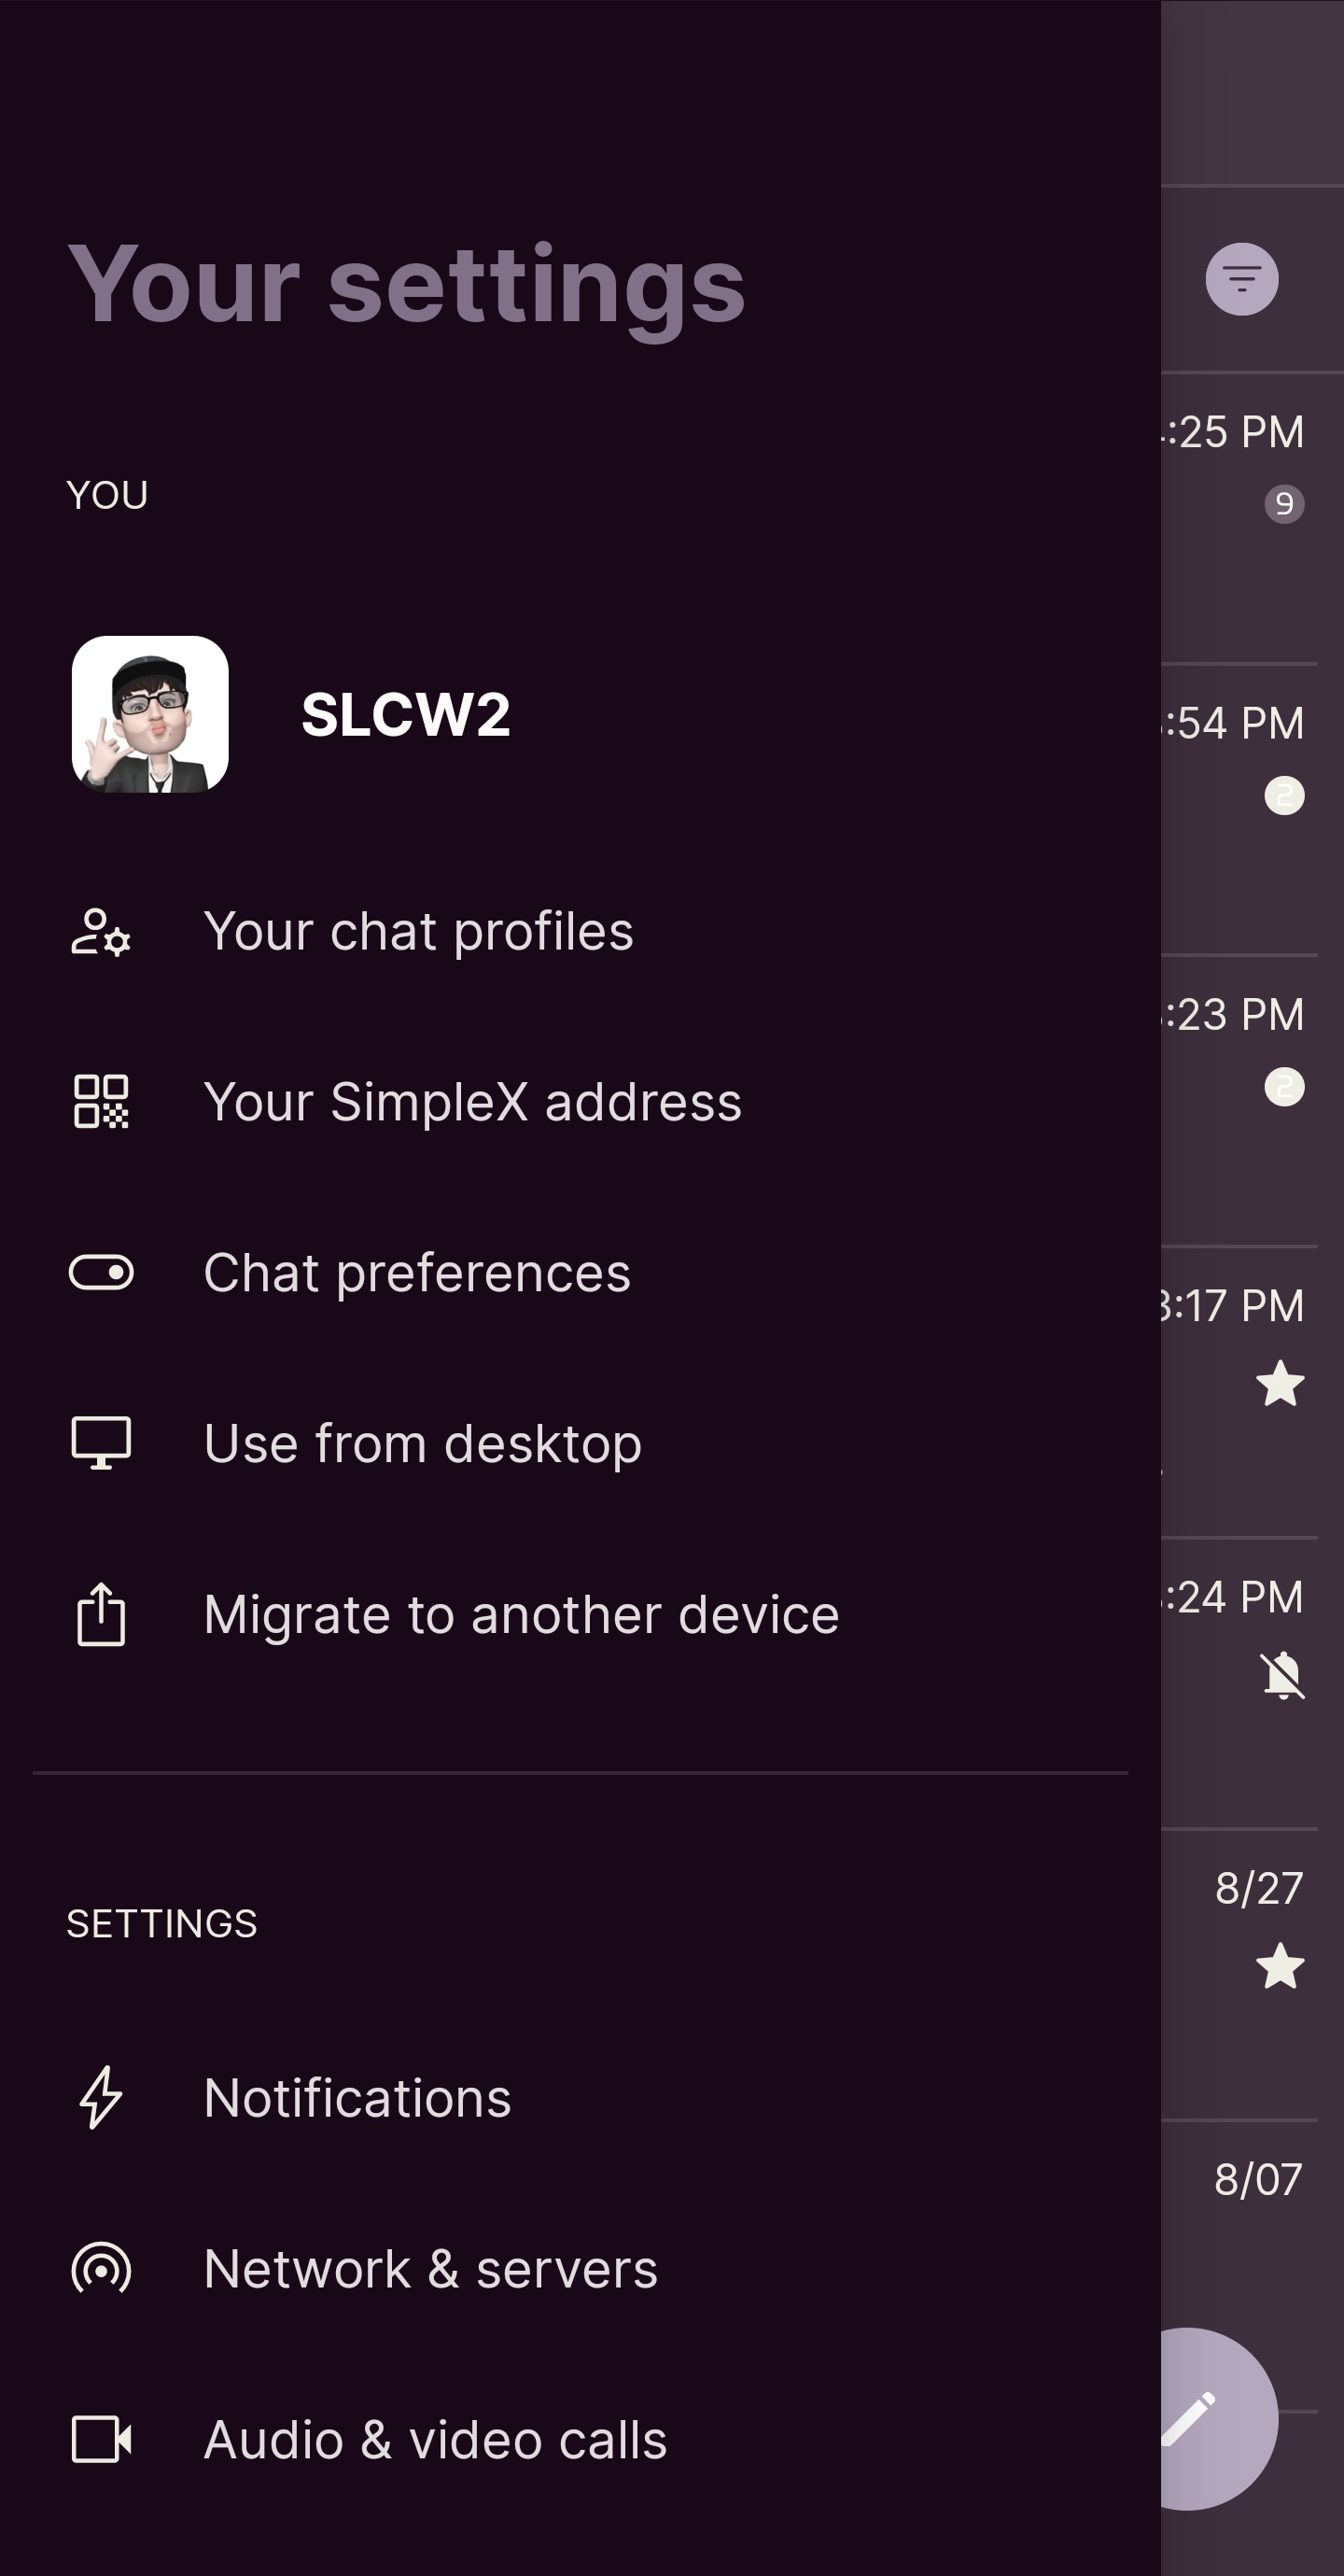 Your settings
YOU
:25 PM
9
SLCW2
:54 PM
2
Your chat profiles
:23 PM
2
Your SimpleX address
Chat preferences
3:17 PM
Use from desktop
Migrate to another device
:24 PM
8/27
SETTINGS
Notifications
8/07
Network & servers
Audio & video calls